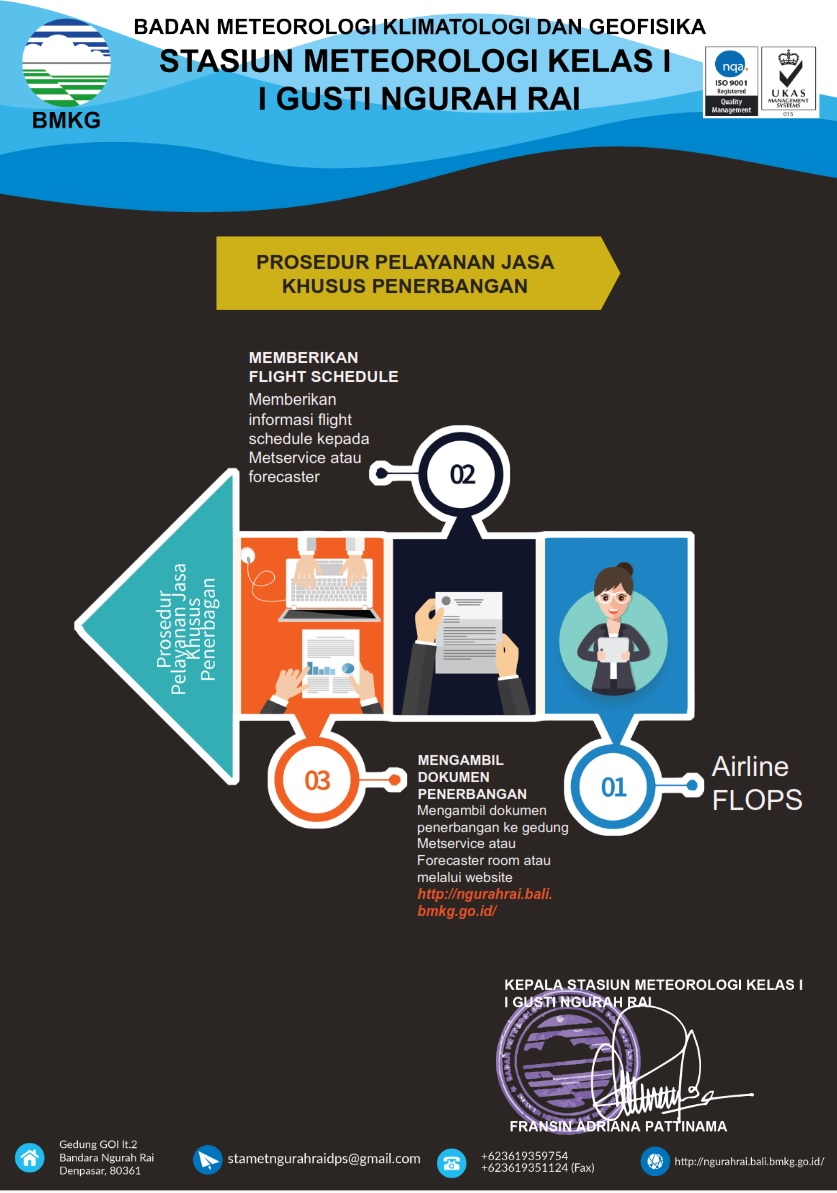 BADAN METEOROLOGI KLIMATOLOGI DAN GEOFISIKA
STASIUN METEOROLOGI KELAS I
I GUSTI NGURAH RAI
BMKG
nqa.
ISO 9001
Registered
Quality
Management
UKAS
MANAGEMENT
SYSTEMS
015
PROSEDUR PELAYANAN JASA
KHUSUS PENERBANGAN
MEMBERIKAN
FLIGHT SCHEDULE
Memberikan
informasi flight
schedule kepada
Metservice atau
forecaster
02
Prosedur
Pelayanan Jasa
Khusus
Penerbagan
03
MENGAMBIL
DOKUMEN
PENERBANGAN
Mengambil dokumen
penerbangan ke gedung
Metservice atau
Forecaster room atau
melalui website
http://ngurahrai.bali.
bmkg.go.id/
01
Airline
FLOPS
KEPALA STASIUN METEOROLOGI KELAS I
I GUSTI NGURAH RAI
FRANSIN ADRIANA PATTINAMA
Gedung GOI lt.2
Bandara Ngurah Rai
Denpasar, 80361
stametngurahraidps@gmail.com
+623619359754
+623619351124 (Fax)
http://ngurahrai.bali.bmkg.go.id/